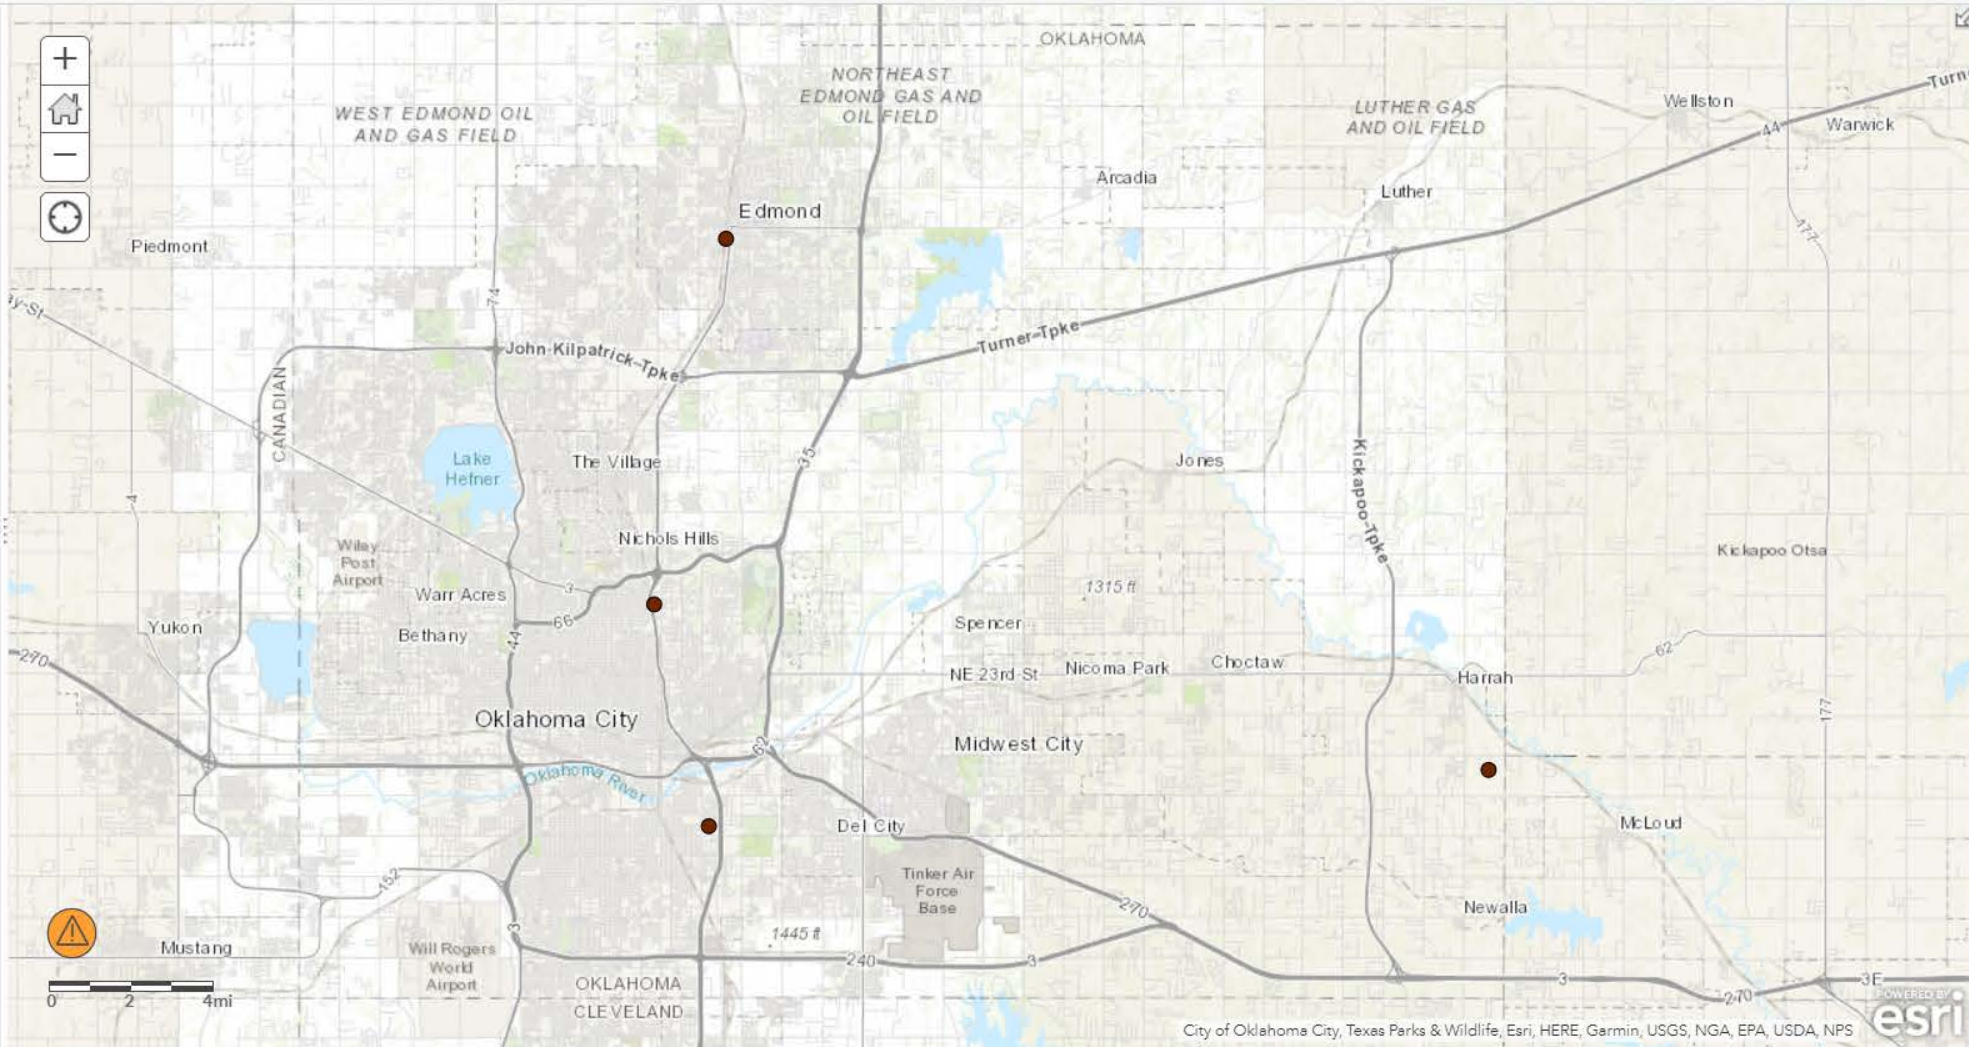 OKLAHOMA
NORTHEAST
EDMOND GAS AND
OIL FIELD
WEST EDMOND OIL
AND GAS FIELD
LUTHER GAS
AND OIL FIELD
Wellston
Turn
44
Warwick
Arcadia
Luther
Edmond
177
Piedmont
74
ay-St
John Kilpatrick-Tpke
Turner-Tpke
CANADIAN
Lake
Hefner
The Village
35
Jones
Kickapoo-Tpke
4
Nichols Hills
Wiley
Post
Airport
Kickapoo Otsa
3
1315 ft
Warr Acres
66
Spencer
Yukon
Bethany
44
62
270
NE 23rd St
Nicoma Park
Choctaw
Harrah
177
Oklahoma City
62
Midwest City
Oklahoma River
Del City
McLoud
152
Tinker Air
Force
Base
270
Newalla
3
1445 ft
Mustang
Will Rogers
World
Airport
240
3
3
3E
270
OKLAHOMA
CLEVELAND
0 2 4mi
POWERED BY
esri
City of Oklahoma City, Texas Parks & Wildlife, Esri, HERE, Garmin, USGS, NGA, EPA, USDA, NPS